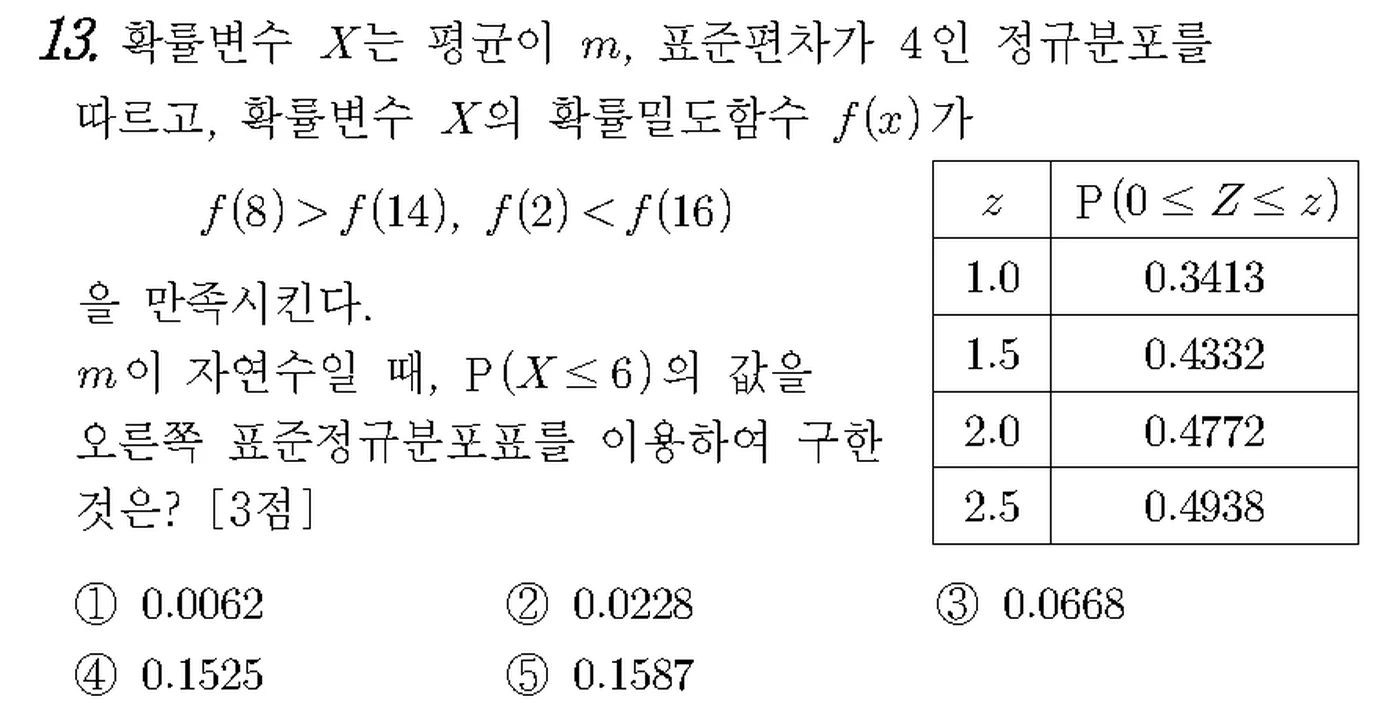 13. 확률변수 X는 평균이 m, 표준편차가 4인 정규분포를
따르고, 확률변수 X의 확률밀도함수 f(x)가
f(8) > f(14), f(2) < f(16)
을 만족시킨다.
m이 자연수일 때, P(X ≤ 6)의 값을
오른쪽 표준정규분포표를 이용하여 구한
것은? [3점]
z P(0 ≤ Z ≤ z)
1.0 0.3413
1.5 0.4332
2.0 0.4772
2.5 0.4938
① 0.0062 ② 0.0228 ③ 0.0668
④ 0.1525 ⑤ 0.1587